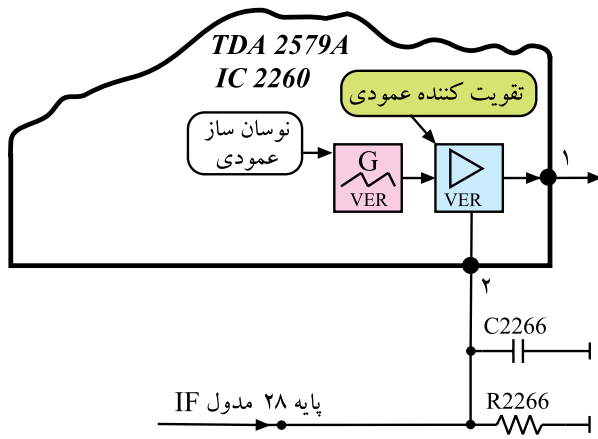 TDA 2579A
IC 2260
تقویت کننده عمودی
نوسان ساز
عمودی
G
VER
VER
۱
۲
C2266
R2266
پایه ۲۸ مدول IF